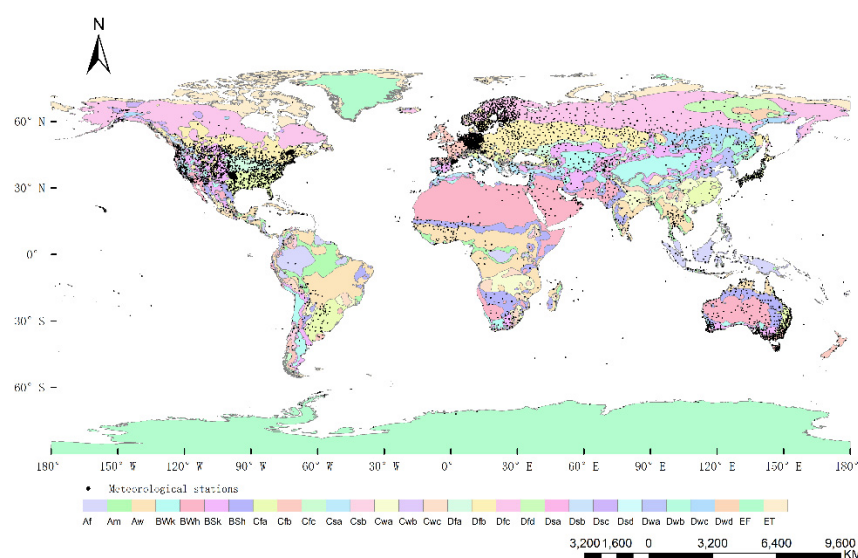 N
60° N
30° N
0°
30° S
60° S
180° 150° W 120° W 90° W 60° W 30° W 0° 30° E 60° E 90° E 120° E 150° E 180°
Meteorological stations
Af Am Aw BWk BWh BSk BSh Cfa Cfb Cfc Csa Csb Cwa Cwb Cwc Dfa Dfb Dfc Dfd Dsa Dsb Dsc Dsd Dwa Dwb Dwc Dwd EF ET
3,200 1,600 0 3,200 6,400 9,600
KM